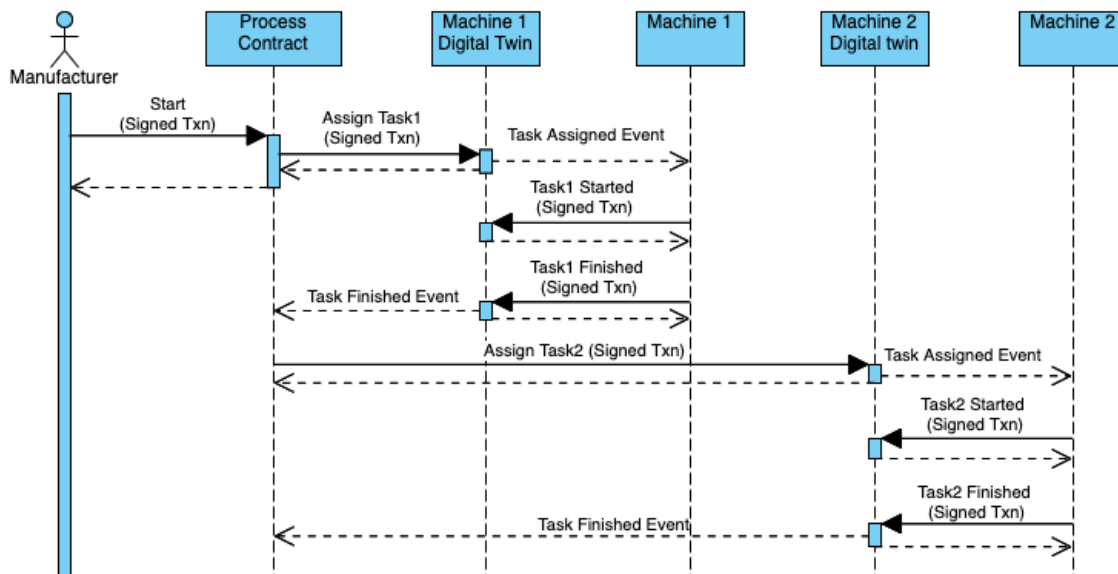 Process
Contract
Machine 1
Digital Twin
Machine 1
Machine 2
Digital twin
Machine 2
Manufacturer
Start
(Signed Txn)
Assign Task1
(Signed Txn)
Task Assigned Event
Task1 Started
(Signed Txn)
Task1 Finished
(Signed Txn)
Task Finished Event
Assign Task2 (Signed Txn)
Task Assigned Event
Task2 Started
(Signed Txn)
Task2 Finished
(Signed Txn)
Task Finished Event